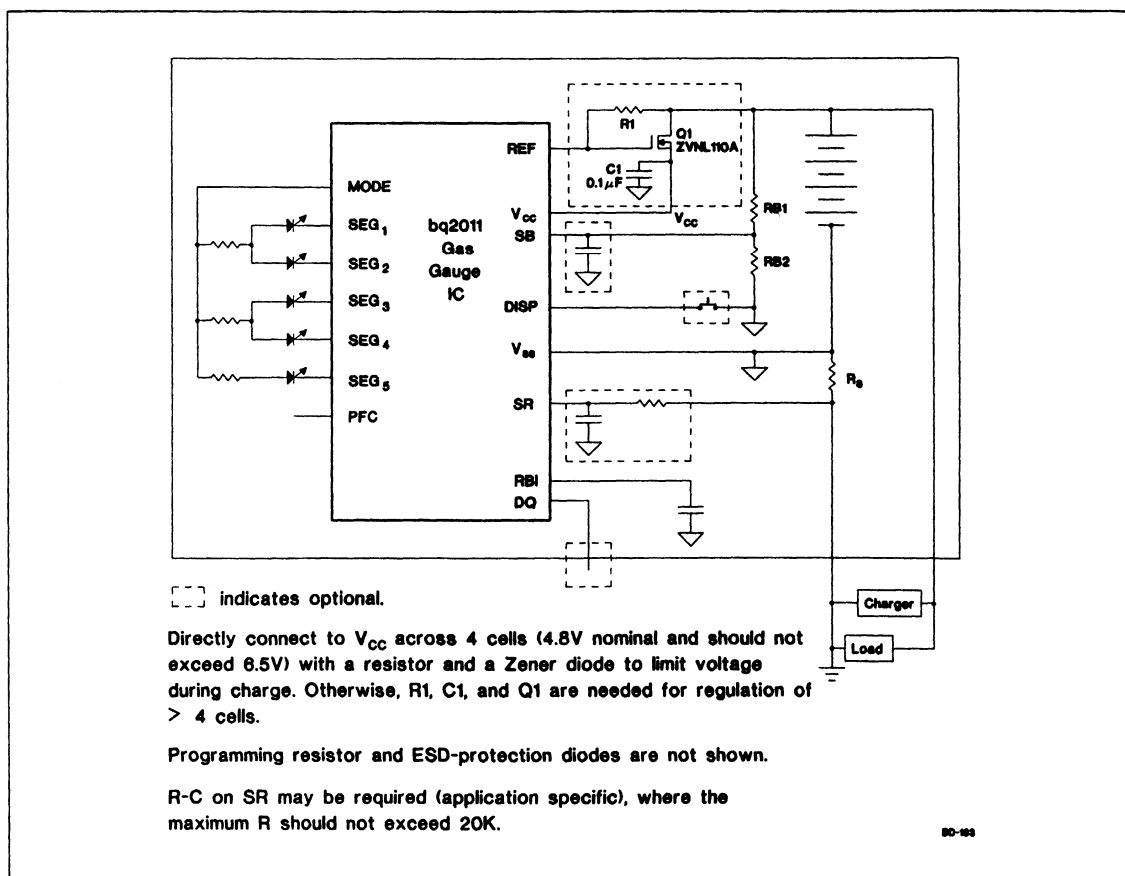 R1
Q1
ZVNL110A
REF
C1
0.1μF
MODE
VCC
VCC
RB1
SEG1
bq2011
SB
Gas
Gauge
IC
SEG2
RB2
SEG3
DISP
SEG4
Vss
SEG5
Rs
SR
PFC
RBI
DQ
indicates optional.
Charger
Load
Directly connect to VCC across 4 cells (4.8V nominal and should not
exceed 6.5V) with a resistor and a Zener diode to limit voltage
during charge. Otherwise, R1, C1, and Q1 are needed for regulation of
> 4 cells.
Programming resistor and ESD-protection diodes are not shown.
R-C on SR may be required (application specific), where the
maximum R should not exceed 20K.
BD-183